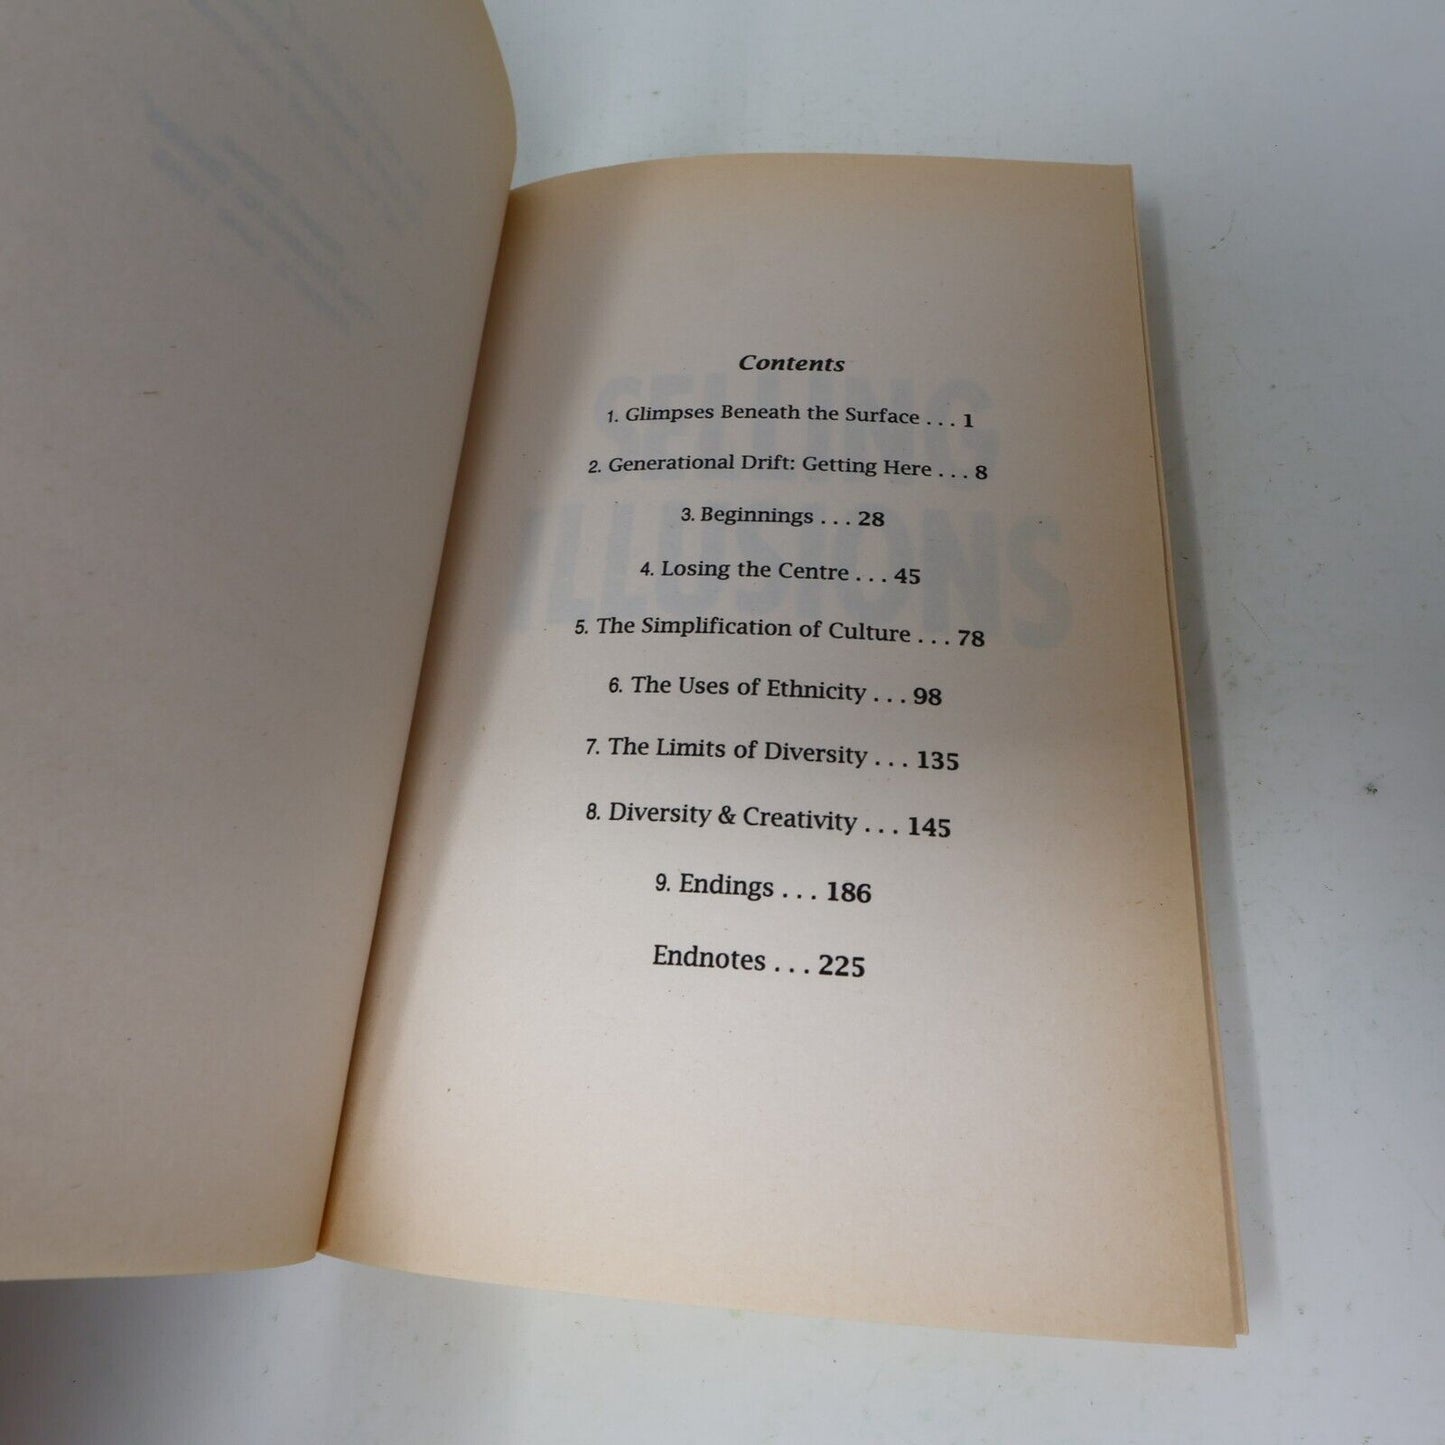 Contents
1. Glimpses Beneath the Surface . . . 1
2. Generational Drift: Getting Here . . . 8
3. Beginnings . . . 28
4. Losing the Centre . . . 45
5. The Simplification of Culture . . . 78
6. The Uses of Ethnicity . . . 98
7. The Limits of Diversity . . . 135
8. Diversity & Creativity . . . 145
9. Endings . . . 186
Endnotes . . . 225
SELLING
ILLUSIONS